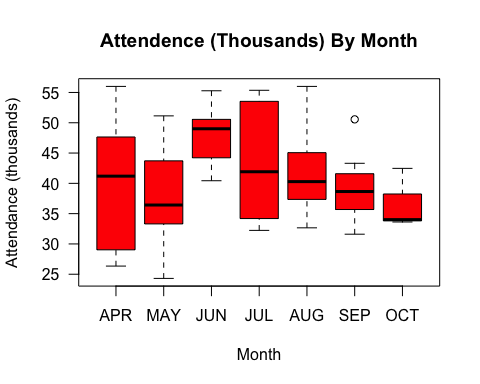 Attendence (Thousands) By Month
Attendance (thousands)
55
50
45
40
35
30
25
APR MAY JUN JUL AUG SEP OCT
Month